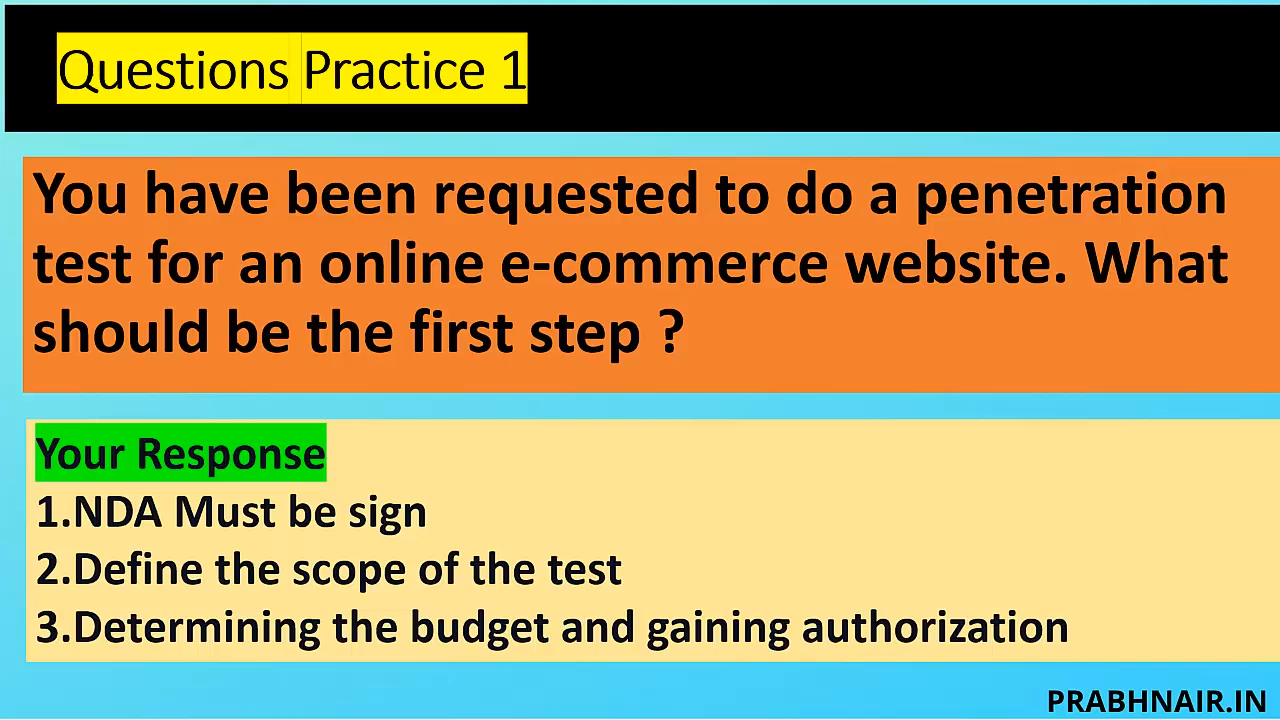 Questions Practice 1
You have been requested to do a penetration
test for an online e-commerce website. What
should be the first step ?
Your Response
1.NDA Must be sign
2.Define the scope of the test
3.Determining the budget and gaining authorization
PRABHNAIR.IN